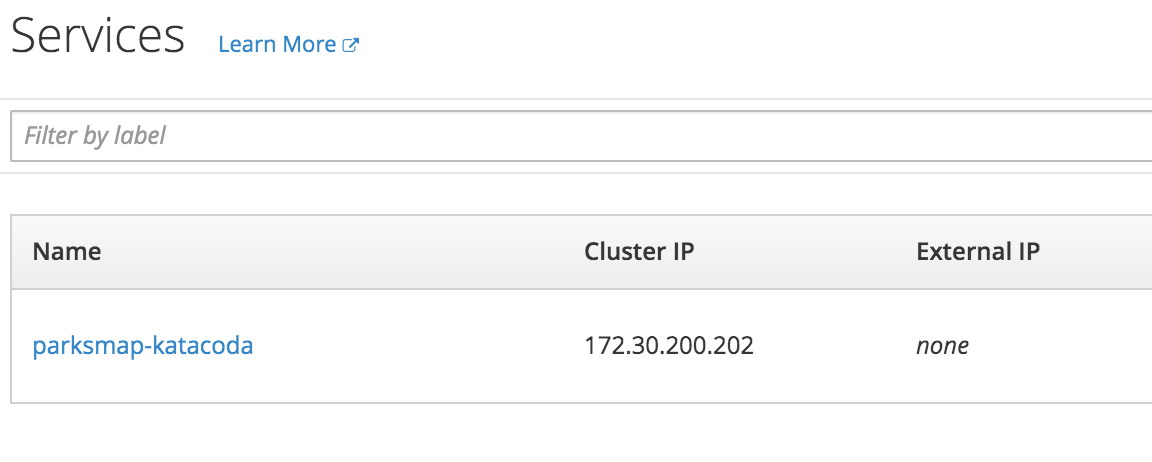 Services Learn More
Filter by label
Name Cluster IP External IP
parksmap-katacoda 172.30.200.202 none